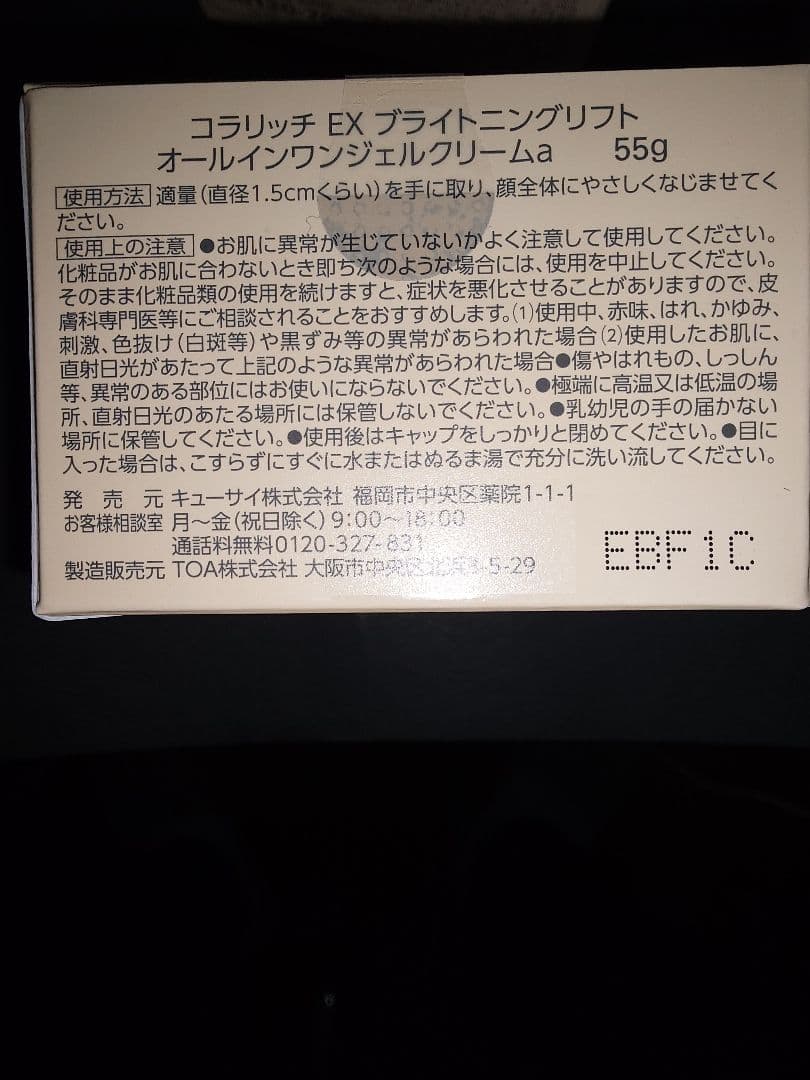 コラリッチ EX ブライトニングリフト
オールインワンジェルクリームa 55g
使用方法 適量(直径1.5cmくらい)を手に取り、顔全体にやさしくなじませてく
ださい。
使用上の注意 ●お肌に異常が生じていないかよく注意して使用してください。
化粧品がお肌に合わないとき即ち次のような場合には、使用を中止してください。
そのまま化粧品類の使用を続けますと、症状を悪化させることがありますので、皮
膚科専門医等にご相談されることをおすすめします。(1)使用中、赤味、はれ、かゆみ、
刺激、色抜け(白斑等)や黒ずみ等の異常があらわれた場合(2)使用したお肌に、
直射日光があたって上記のような異常があらわれた場合●傷やはれもの、しっしん
等、異常のある部位にはお使いにならないでください。●極端に高温又は低温の場
所、直射日光のあたる場所には保管しないでください。●乳幼児の手の届かない
場所に保管してください。●使用後はキャップをしっかりと閉めてください。●目に
入った場合は、こすらずにすぐに水またはぬるま湯で充分に洗い流してください。
発売元 キューサイ株式会社 福岡市中央区薬院1-1-1
お客様相談室 月～金(祝日除く)9:00～18:00
通話料無料0120-327-831
製造販売元 TOA株式会社 大阪市中央区北浜3-5-29
EBF1C